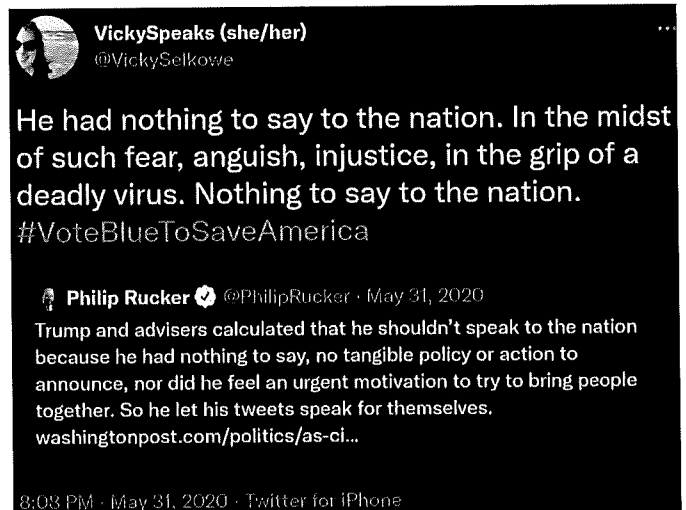 VickySpeaks (she/her)
@VickySelkowe
He had nothing to say to the nation. In the midst
of such fear, anguish, injustice, in the grip of a
deadly virus. Nothing to say to the nation.
#VoteBlueToSaveAmerica
Philip Rucker @PhilipRucker · May 31, 2020
Trump and advisers calculated that he shouldn't speak to the nation
because he had nothing to say, no tangible policy or action to
announce, nor did he feel an urgent motivation to try to bring people
together. So he let his tweets speak for themselves.
washingtonpost.com/politics/as-ci...
8:03 PM · May 31, 2020 · Twitter for iPhone